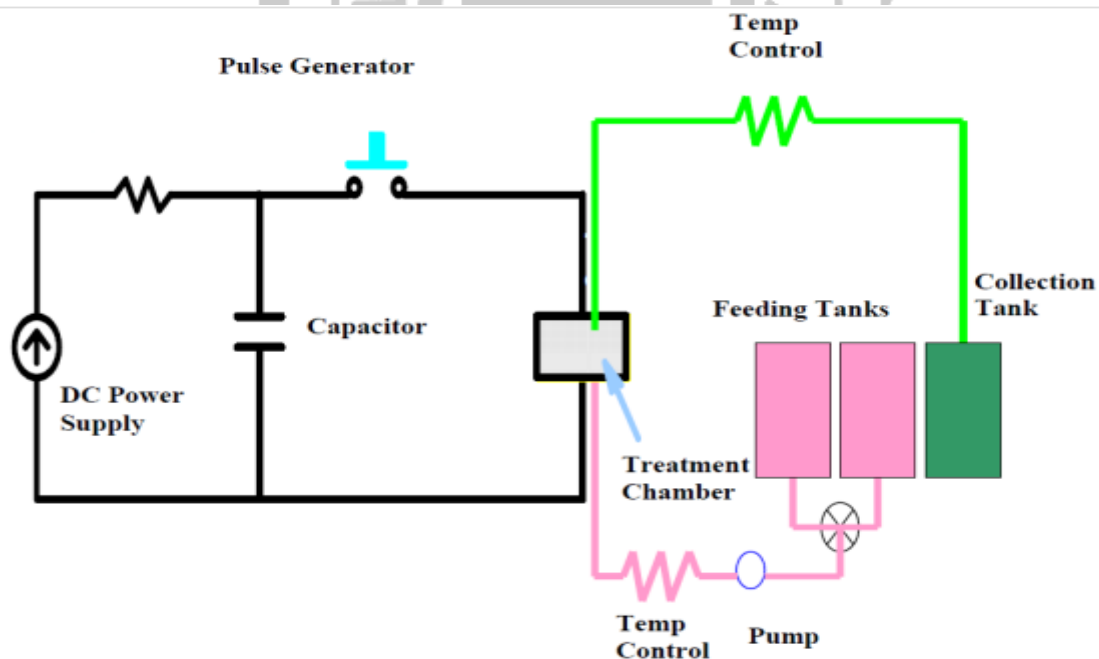 Temp
Control
Pulse Generator
Collection
Tank
Feeding Tanks
Capacitor
DC Power
Supply
Treatment
Chamber
Temp
Control
Pump